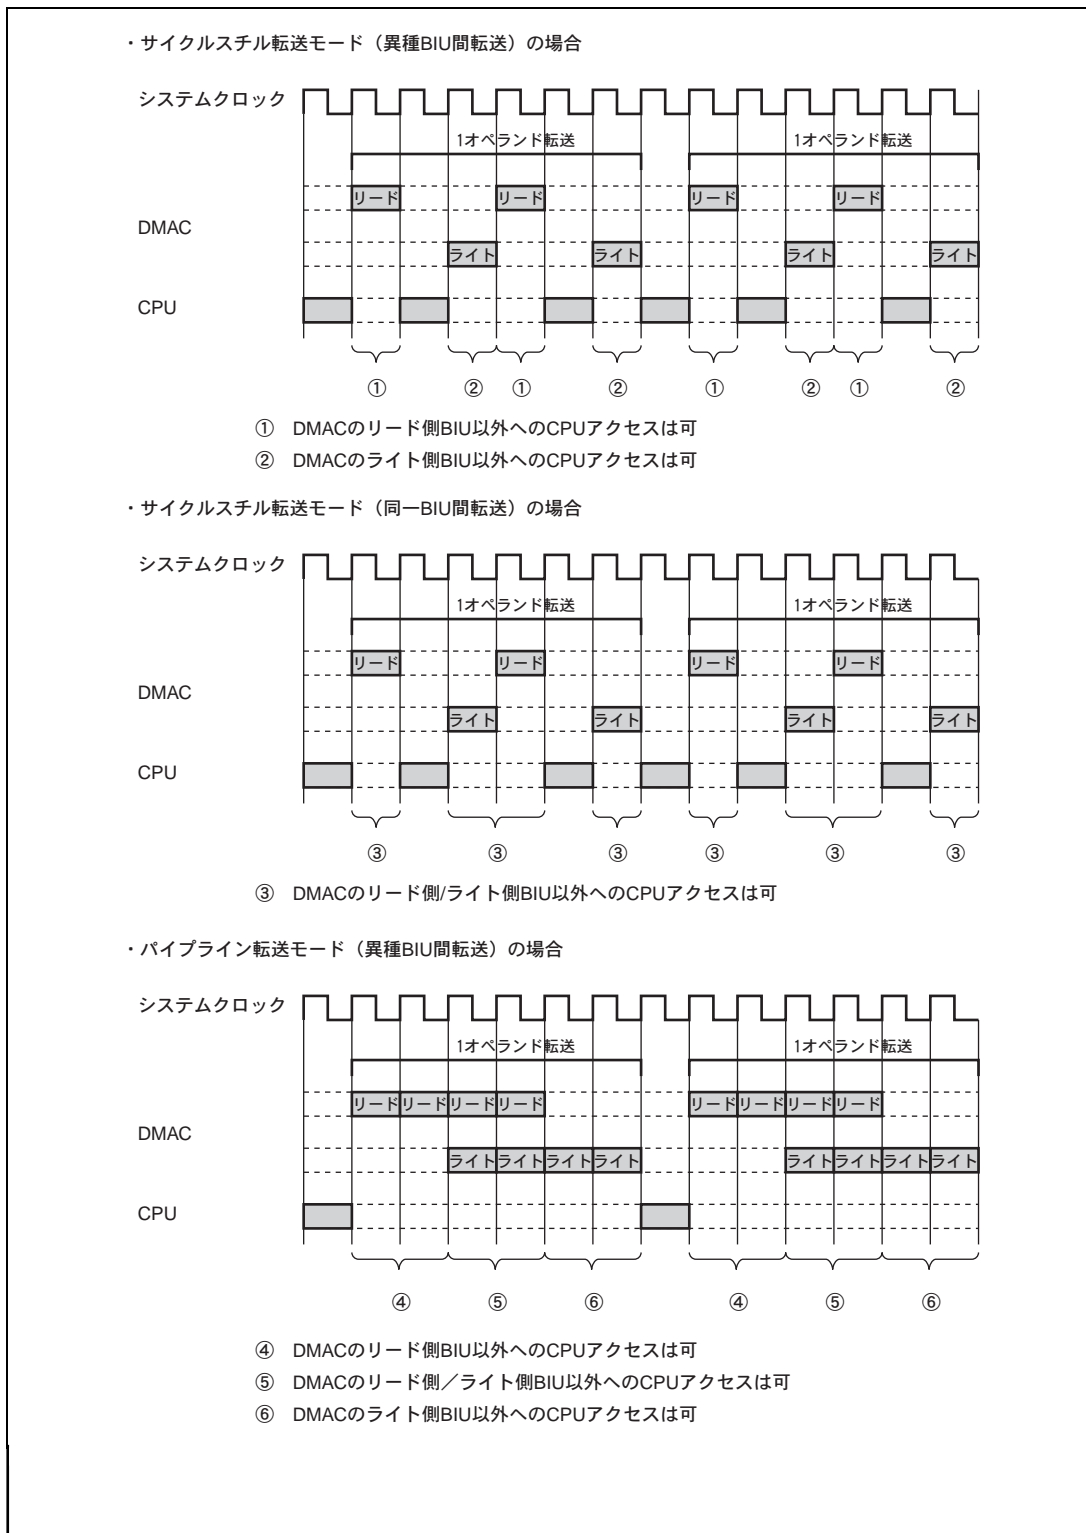 ・サイクルスチル転送モード（異種BIU間転送）の場合
システムクロック
1オペランド転送 1オペランド転送
リード リード リード リード
DMAC
ライト ライト ライト ライト
CPU
① ② ① ② ① ② ① ②
① DMACのリード側BIU以外へのCPUアクセスは可
② DMACのライト側BIU以外へのCPUアクセスは可
・サイクルスチル転送モード（同一BIU間転送）の場合
システムクロック
1オペランド転送 1オペランド転送
リード リード リード リード
DMAC
ライト ライト ライト ライト
CPU
③ ③ ③ ③ ③ ③
③ DMACのリード側/ライト側BIU以外へのCPUアクセスは可
・パイプライン転送モード（異種BIU間転送）の場合
システムクロック
1オペランド転送 1オペランド転送
リード リード リード リード リード リード リード リード
DMAC
ライト ライト ライト ライト ライト ライト ライト ライト
CPU
④ ⑤ ⑥ ④ ⑤ ⑥
④ DMACのリード側BIU以外へのCPUアクセスは可
⑤ DMACのリード側／ライト側BIU以外へのCPUアクセスは可
⑥ DMACのライト側BIU以外へのCPUアクセスは可